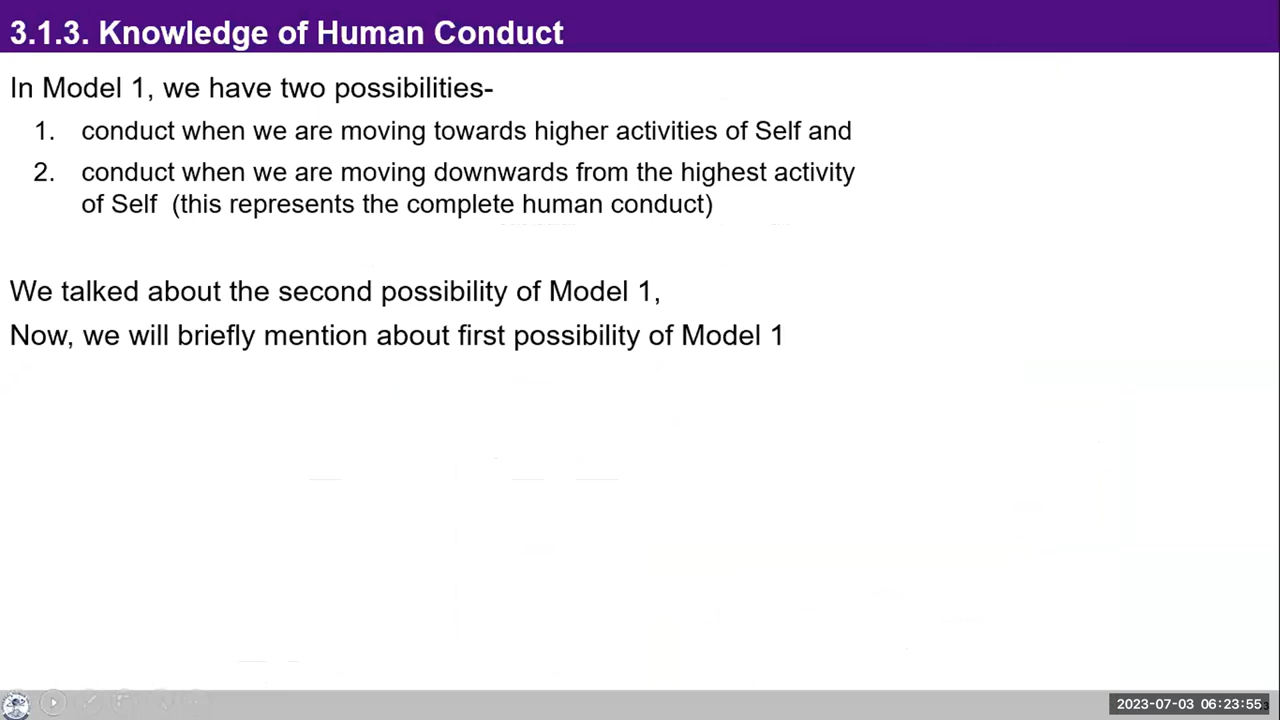 3.1.3. Knowledge of Human Conduct
In Model 1, we have two possibilities-
1. conduct when we are moving towards higher activities of Self and
2. conduct when we are moving downwards from the highest activity
of Self (this represents the complete human conduct)
We talked about the second possibility of Model 1,
Now, we will briefly mention about first possibility of Model 1
2023-07-03 06:23:55